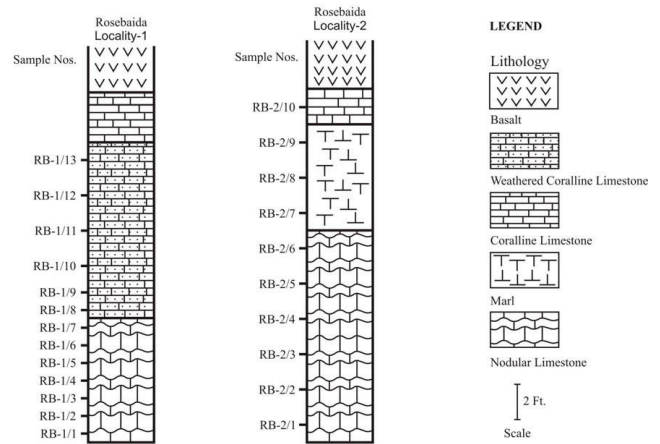 Rosebaida
Locality-1
Sample Nos.
RB-1/13
RB-1/12
RB-1/11
RB-1/10
RB-1/9
RB-1/8
RB-1/7
RB-1/6
RB-1/5
RB-1/4
RB-1/3
RB-1/2
RB-1/1
Rosebaida
Locality-2
Sample Nos.
RB-2/10
RB-2/9
RB-2/8
RB-2/7
RB-2/6
RB-2/5
RB-2/4
RB-2/3
RB-2/2
RB-2/1
LEGEND
Lithology
Basalt
Weathered Coralline Limestone
Coralline Limestone
Marl
Nodular Limestone
2 Ft.
Scale